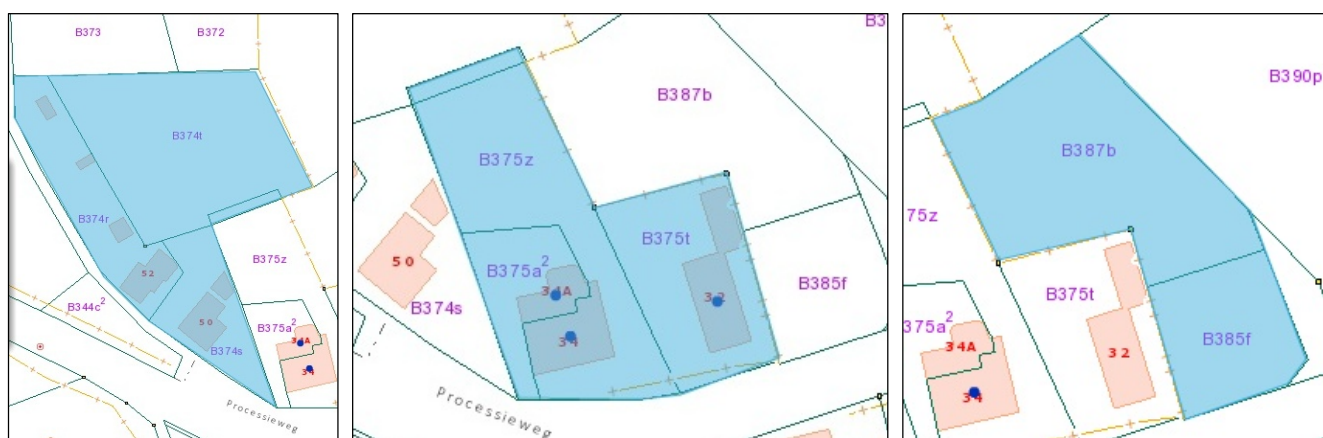 B373
B372
B374t
B374r
52
50
B374s
B344c²
B375z
B375a²
34A
34
Processieweg
B3
B387b
B375z
B375t
B375a²
34A
34
32
50
B374s
B385f
Processieweg
B390p
B387b
75z
B375t
375a²
34A
34
32
B385f